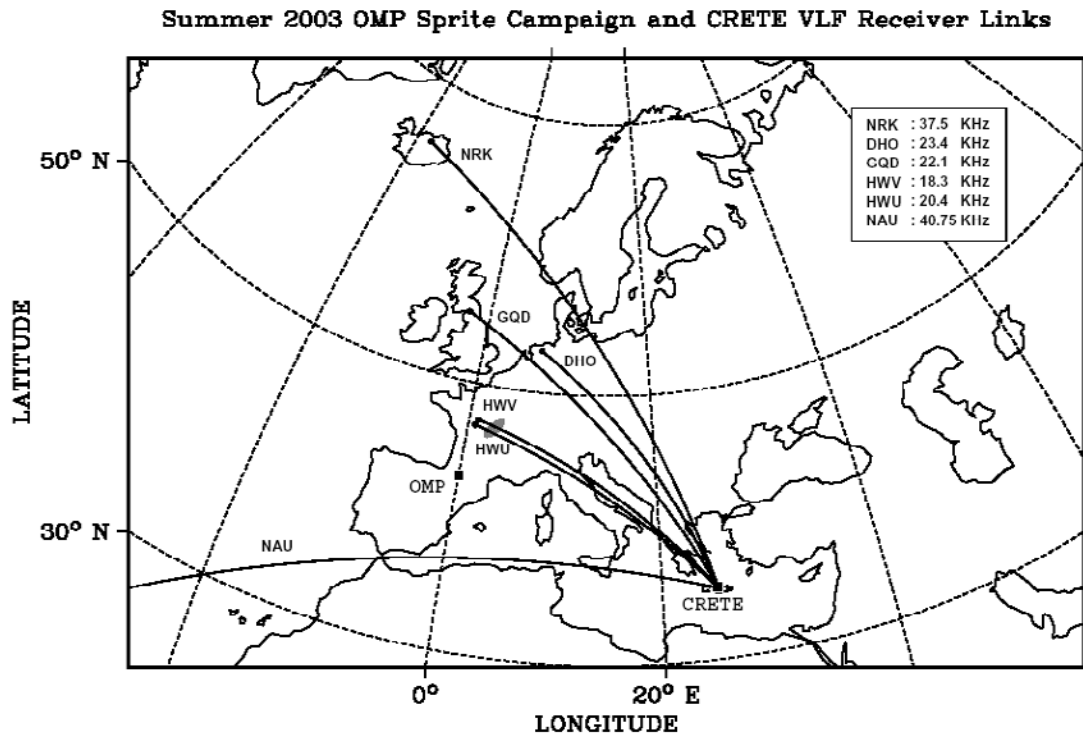 Summer 2003 OMP Sprite Campaign and CRETE VLF Receiver Links
NRK : 37.5 KHz
DHO : 23.4 KHz
GQD : 22.1 KHz
HWV : 18.3 KHz
HWU : 20.4 KHz
NAU : 40.75 KHz
50° N
NRK
GQD
DHO
LATITUDE
HWV
HWU
OMP
30° N
NAU
CRETE
0°
20° E
LONGITUDE